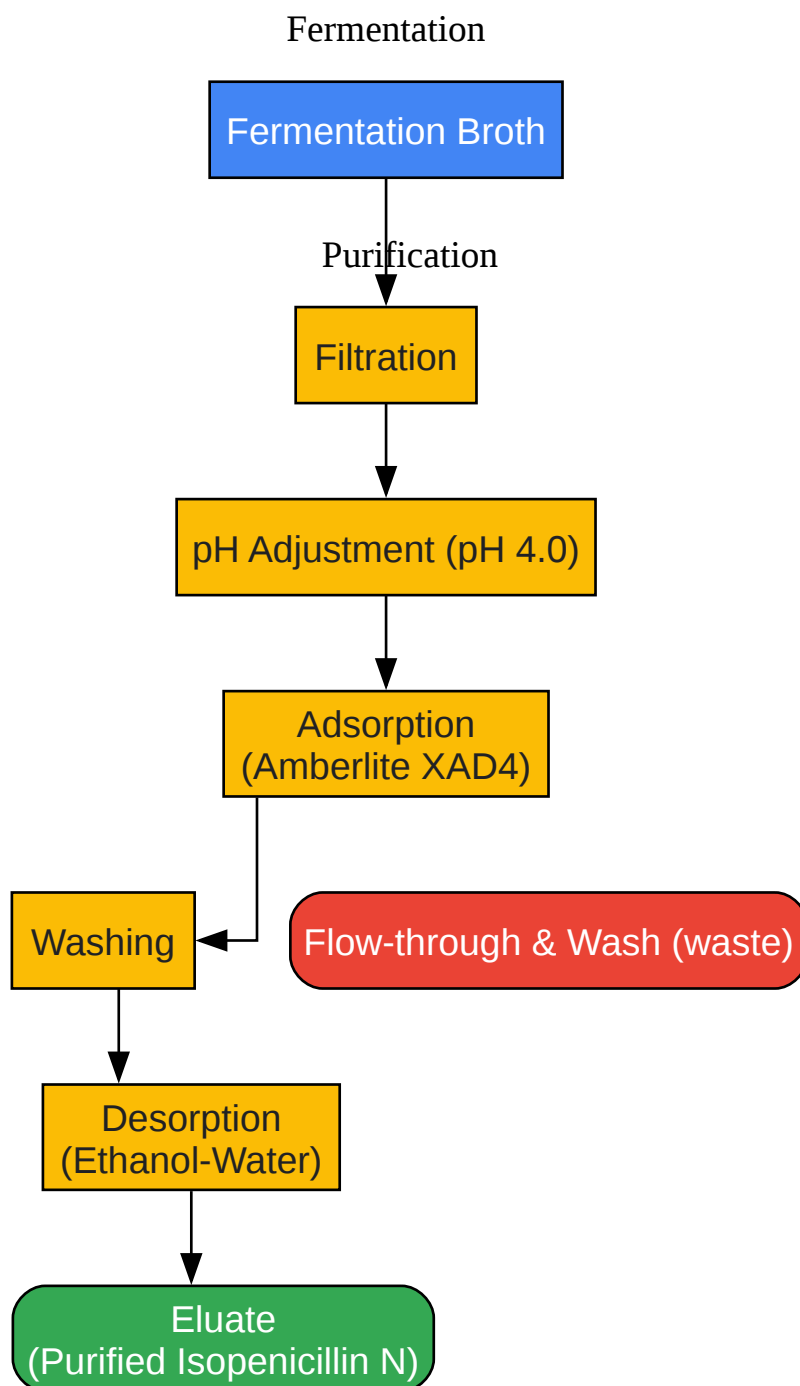 Fermentation
Fermentation Broth
Purification
Filtration
pH Adjustment (pH 4.0)
Adsorption
(Amberlite XAD4)
Washing
Flow-through & Wash (waste)
Desorption
(Ethanol-Water)
Eluate
(Purified Isopenicillin N)